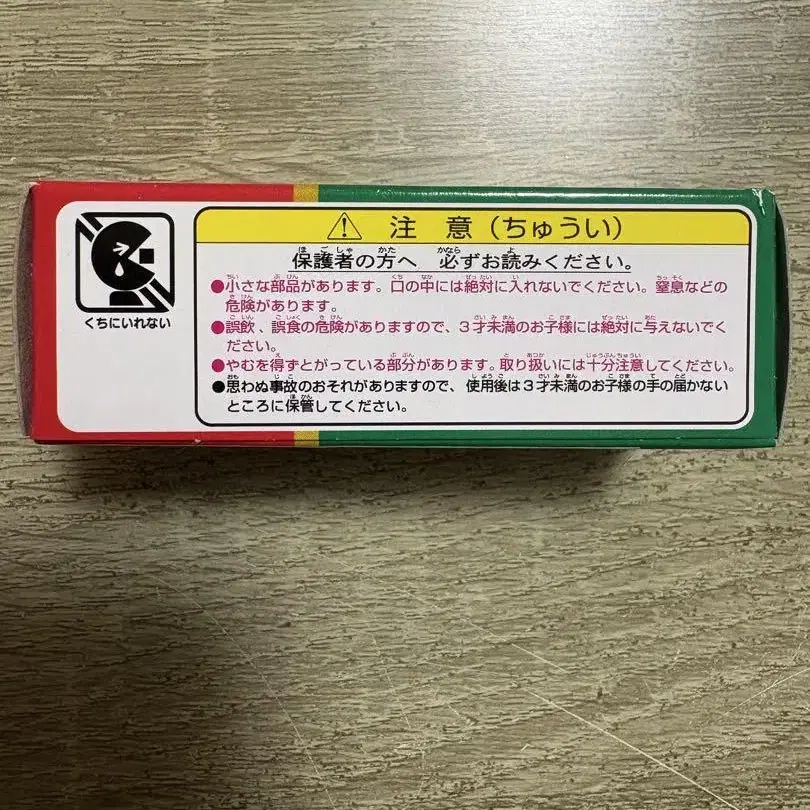 くちにいれない
注 意(ちゅうい)
保護者の方へ 必ずお読みください。
●小さな部品があります。口の中には絶対に入れないでください。窒息などの
危険があります。
●誤飲、誤食の危険がありますので、3才未満のお子様には絶対に与えないでく
ださい。
●やむを得ずとがっている部分があります。取り扱いには十分注意してください。
●思わぬ事故のおそれがありますので、使用後は3才未満のお子様の手の届かない
ところに保管してください。